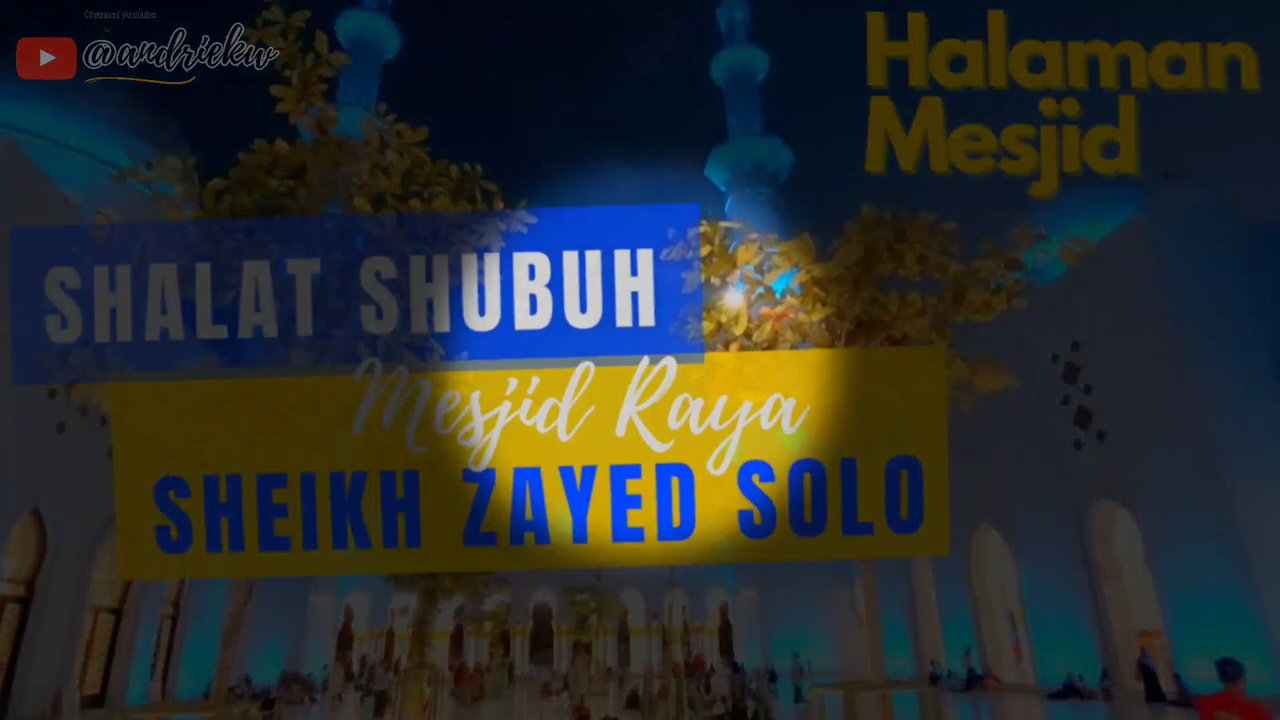 Channel youtube
@andriekw
Halaman
Mesjid
SHALAT SHUBUH
Mesjid Raya
SHEIKH ZAYED SOLO